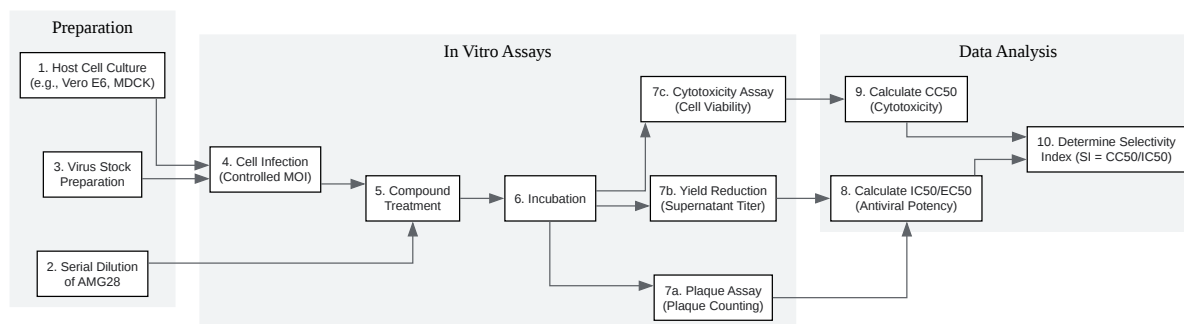 Preparation
1. Host Cell Culture
(e.g., Vero E6, MDCK)
3. Virus Stock
Preparation
2. Serial Dilution
of AMG28
In Vitro Assays
4. Cell Infection
(Controlled MOI)
5. Compound
Treatment
6. Incubation
7c. Cytotoxicity Assay
(Cell Viability)
7b. Yield Reduction
(Supernatant Titer)
7a. Plaque Assay
(Plaque Counting)
Data Analysis
9. Calculate CC50
(Cytotoxicity)
8. Calculate IC50/EC50
(Antiviral Potency)
10. Determine Selectivity
Index (SI = CC50/IC50)